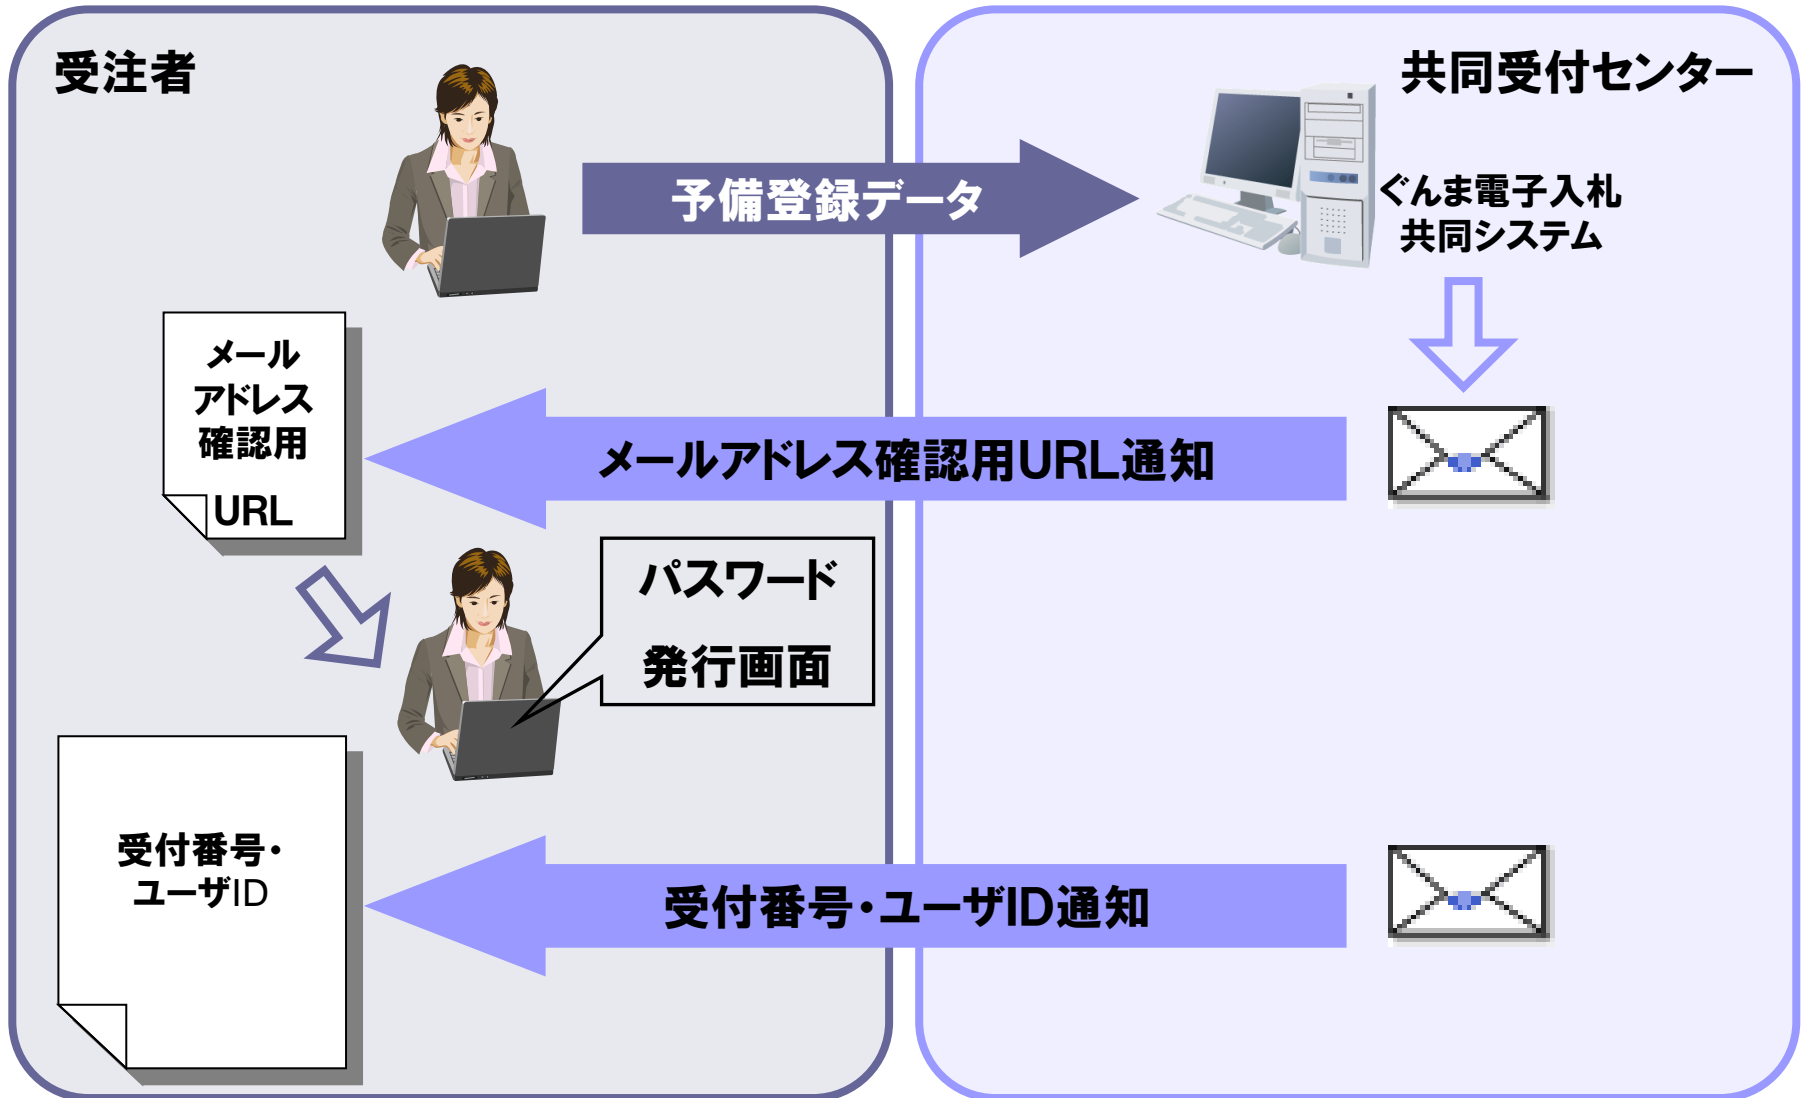 受注者
共同受付センター
予備登録データ
ぐんま電子入札
共同システム
メール
アドレス
確認用
URL
メールアドレス確認用URL通知
パスワード
発行画面
受付番号・
ユーザID
受付番号・ユーザID通知